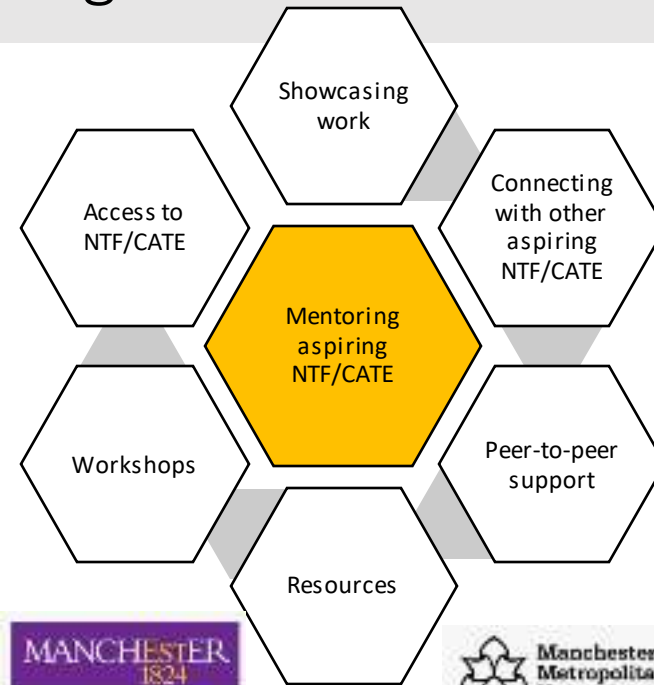 Showcasing
work
Access to
NTF/CATE
Connecting
with other
aspiring
NTF/CATE
Mentoring
aspiring
NTF/CATE
Workshops
Peer-to-peer
support
Resources
MANCHESTER
1824
Manchester